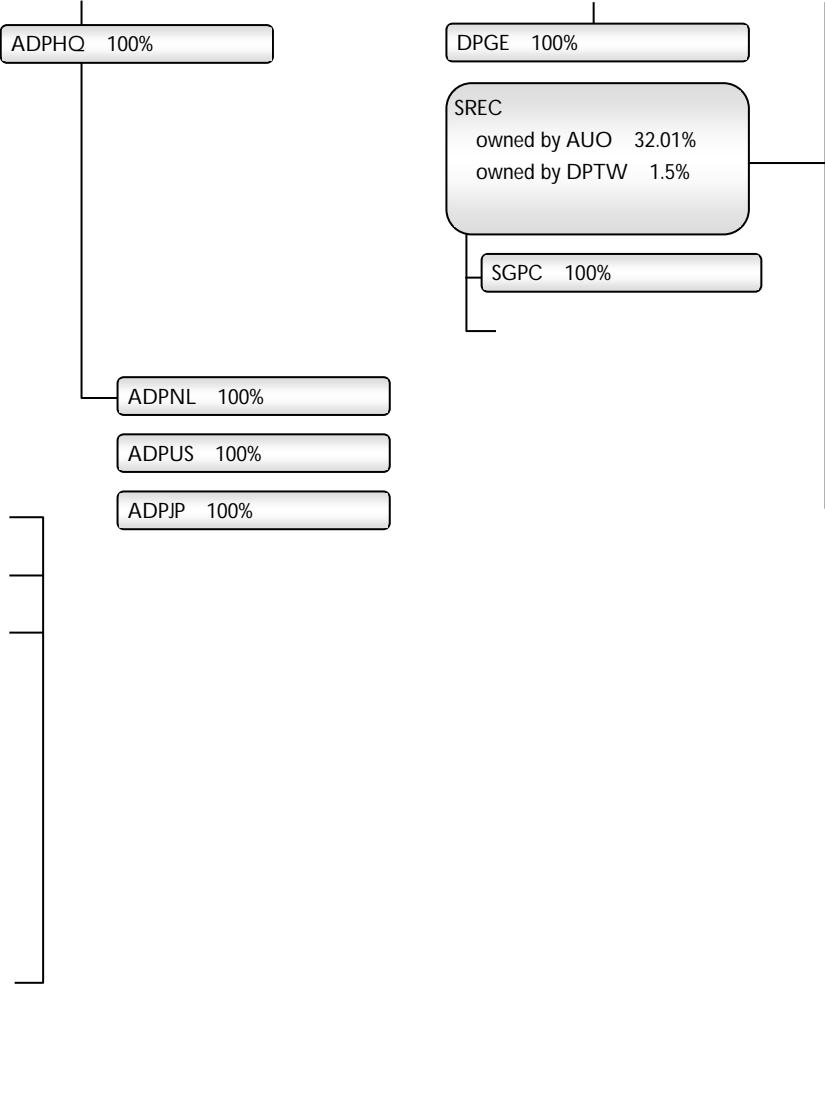 ADPHQ 100%
DPGE 100%
SREC
owned by AUO 32.01%
owned by DPTW 1.5%
SGPC 100%
ADPNL 100%
ADPUS 100%
ADPJP 100%